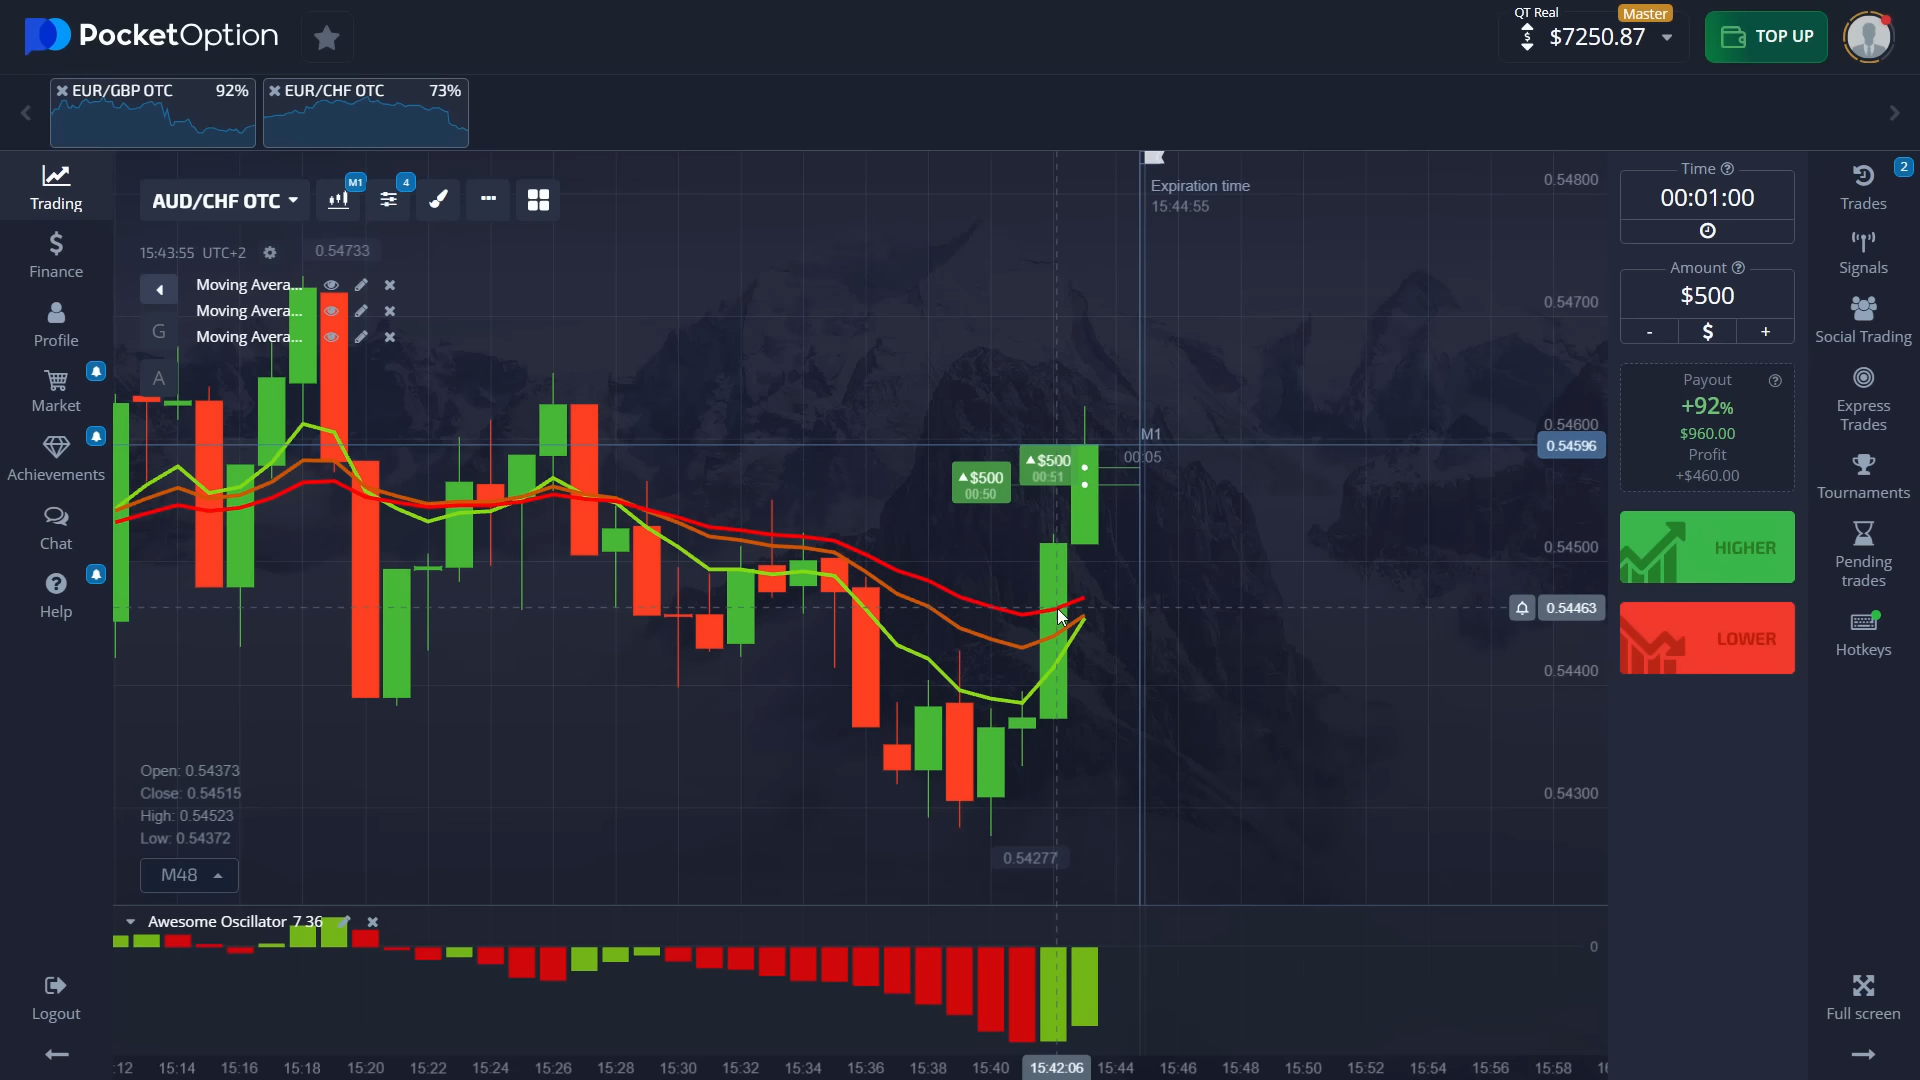 PocketOption
QT Real
Master
$7250.87
TOP UP
EUR/GBP OTC 92%
EUR/CHF OTC 73%
Trading
Finance
Profile
Market
Achievements
Chat
Help
Logout
AUD/CHF OTC
M1
4
15:43:55 UTC+2
0.54733
Moving Avera...
Moving Avera...
Moving Avera...
G
A
Expiration time
15:44:55
M1
00:05
$500
00:50
$500
00:51
0.54800
0.54700
0.54600
0.54596
0.54500
0.54463
0.54400
0.54300
0.54277
Open: 0.54373
Close: 0.54515
High: 0.54523
Low: 0.54372
M48
Awesome Oscillator 7 36
0
:12 15:14 15:16 15:18 15:20 15:22 15:24 15:26 15:28 15:30 15:32 15:34 15:36 15:38 15:40 15:42:06 15:44 15:46 15:48 15:50 15:52 15:54 15:56 15:58
Time
00:01:00
Amount
$500
- $ +
Payout
+92%
$960.00
Profit
+$460.00
HIGHER
LOWER
2
Trades
Signals
Social Trading
Express
Trades
Tournaments
Pending
trades
Hotkeys
Full screen